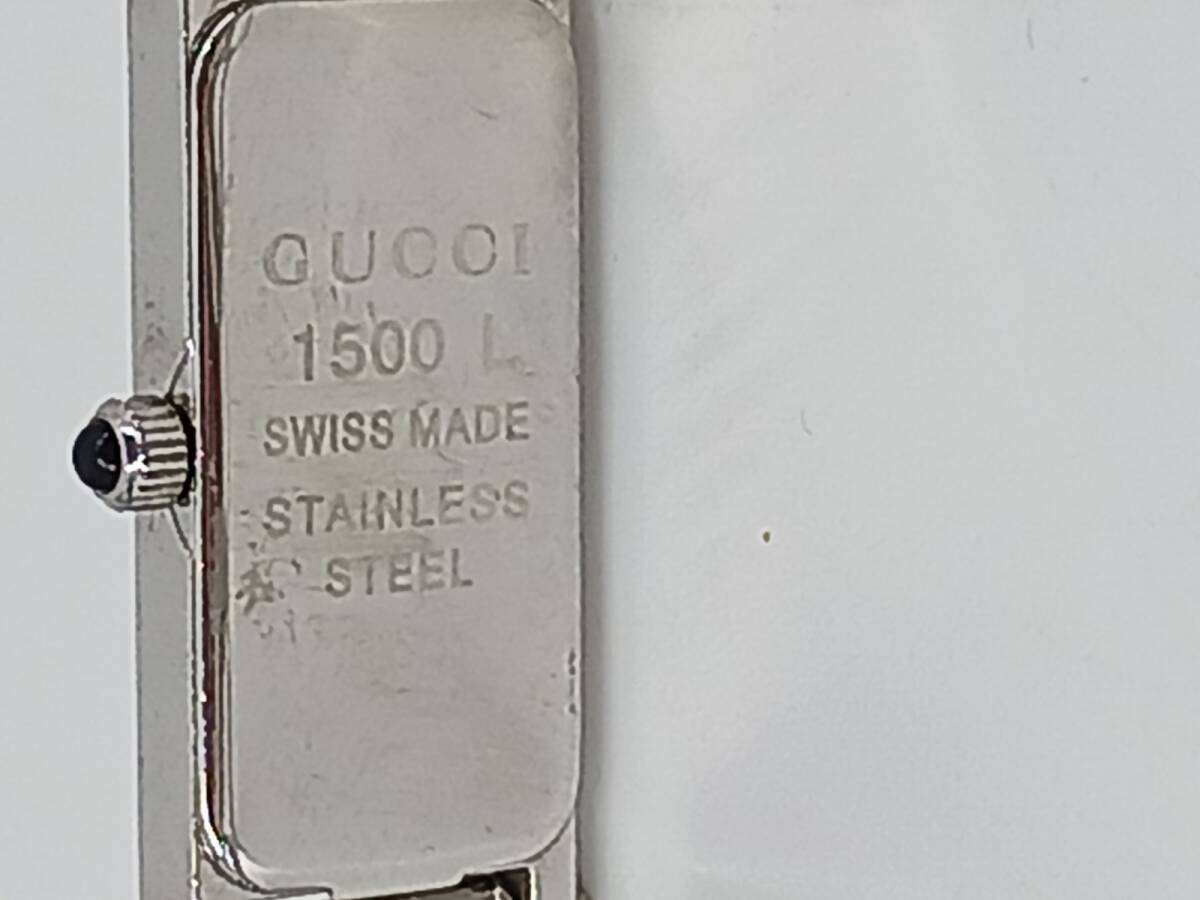 GUCCI
1500 L
SWISS MADE
STAINLESS
STEEL